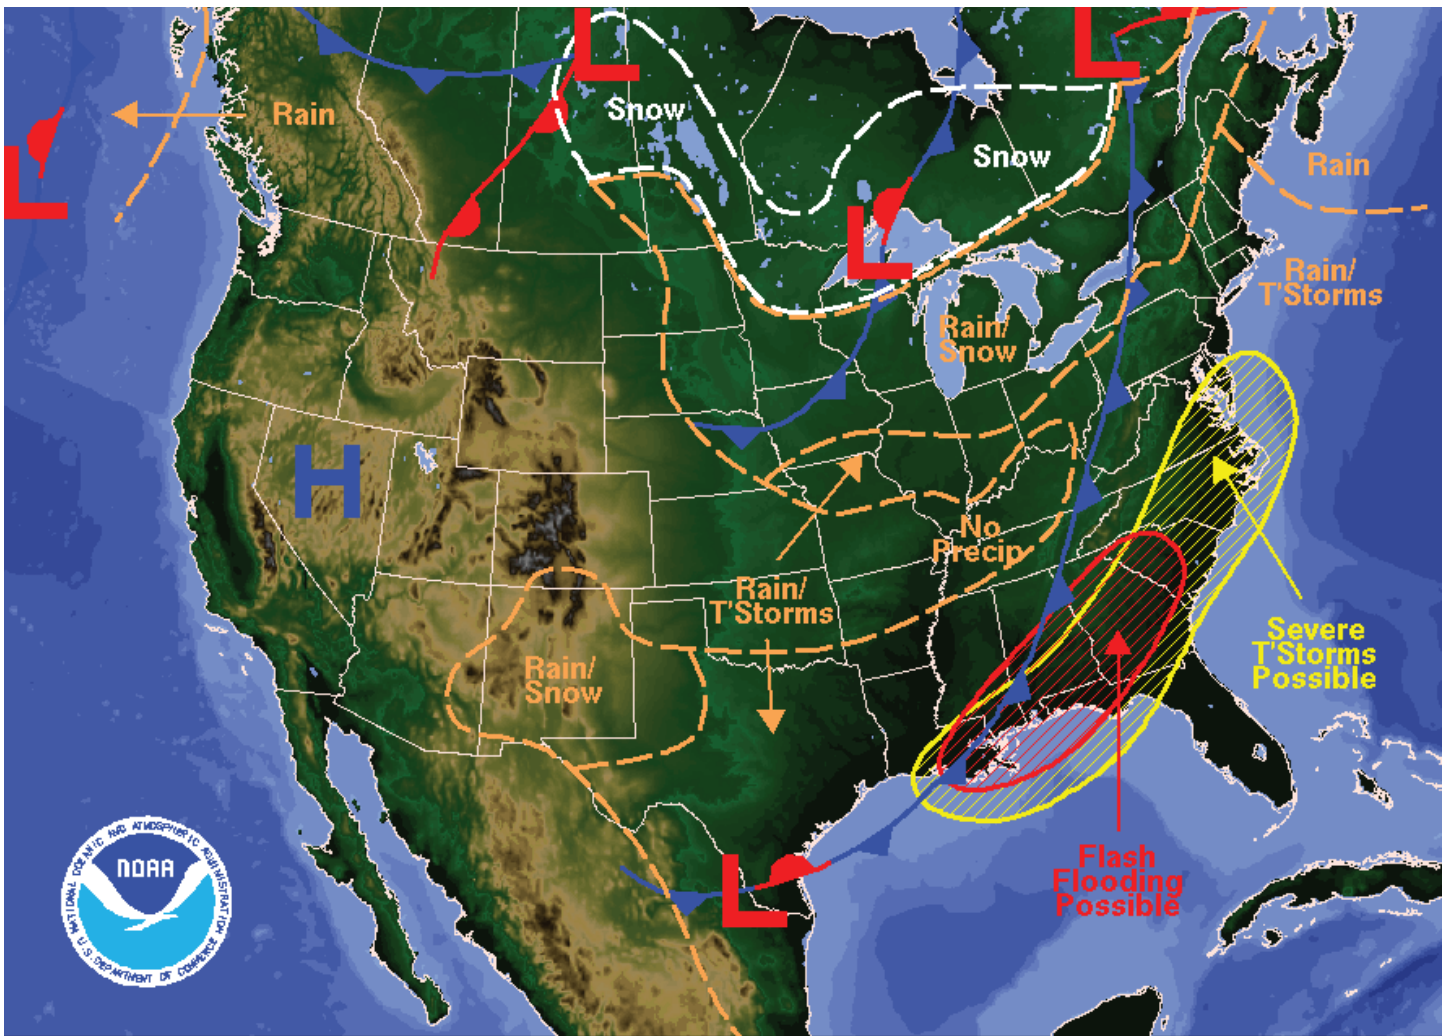 L
L
Snow
Rain
Snow
Rain
L
L
Rain/
T'Storms
Rain/
Snow
H
No
Precip
Rain/
T'Storms
Severe
T'Storms
Possible
Rain/
Snow
Flash
Flooding
Possible
L
NATIONAL OCEANIC AND ATMOSPHERIC ADMINISTRATION
NOAA
U.S. DEPARTMENT OF COMMERCE